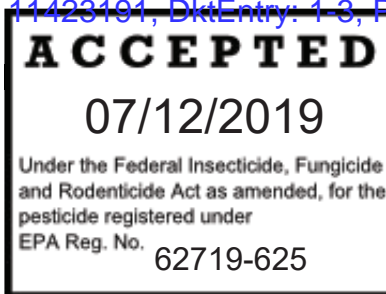 11423191, DktEntry: 1-3, P
ACCEPTED
07/12/2019
Under the Federal Insecticide, Fungicide
and Rodenticide Act as amended, for the
pesticide registered under
EPA Reg. No. 62719-625